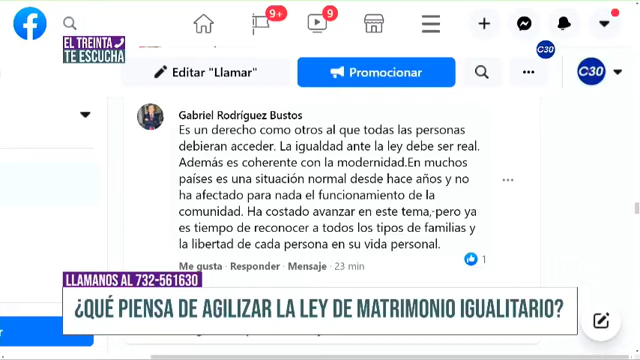 9+
9
EL TREINTA
TE ESCUCHA
C30
Editar "Llamar"
Promocionar
C30
Gabriel Rodríguez Bustos
Es un derecho como otros al que todas las personas
debieran acceder. La igualdad ante la ley debe ser real.
Además es coherente con la modernidad.En muchos
países es una situación normal desde hace años y no
ha afectado para nada el funcionamiento de la
comunidad. Ha costado avanzar en este tema, pero ya
es tiempo de reconocer a todos los tipos de familias y
la libertad de cada persona en su vida personal.
1
Me gusta · Responder · Mensaje · 23 min
LLAMANOS AL 732-561630
¿QUÉ PIENSA DE AGILIZAR LA LEY DE MATRIMONIO IGUALITARIO?